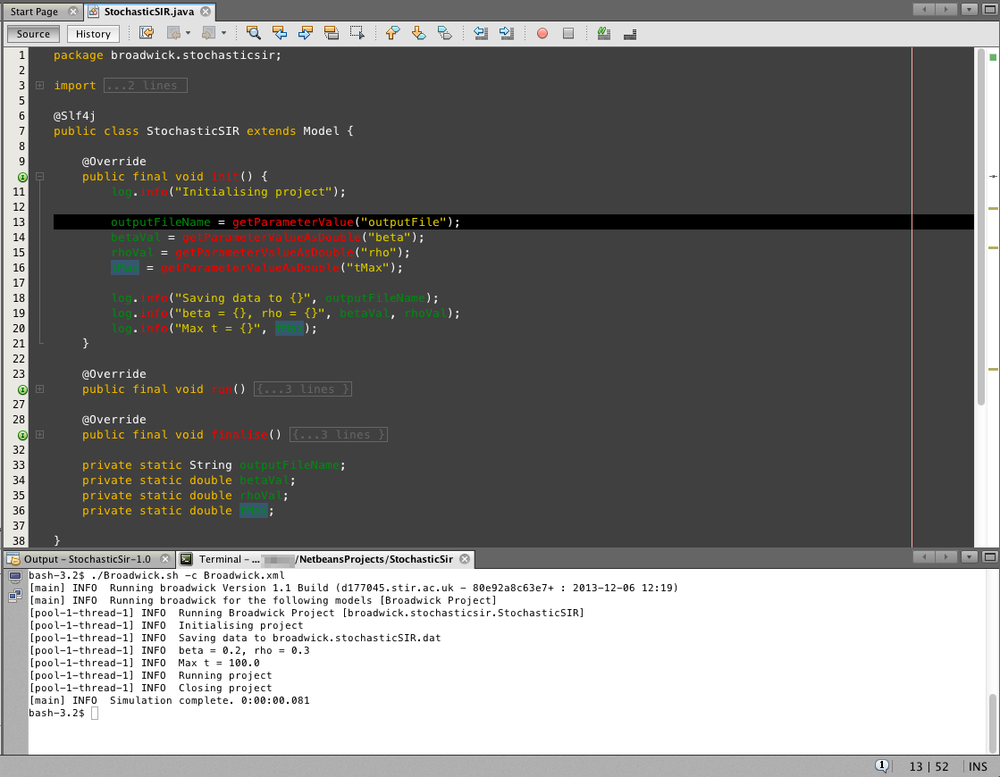 Start Page
StochasticSIR.java
Source History
1 package broadwick.stochasticsir;
2
3 import ...2 lines
5
6 @Slf4j
7 public class StochasticSIR extends Model {
8
9 @Override
public final void init() {
11 log.info("Initialising project");
12
13 outputFileName = getParameterValue("outputFile");
14 betaVal = getParameterValueAsDouble("beta");
15 rhoVal = getParameterValueAsDouble("rho");
16 = getParameterValueAsDouble("tMax");
17
18 log.info("Saving data to {}", outputFileName);
19 log.info("beta = {}, rho = {}", betaVal, rhoVal);
20 log.info("Max t = {}", );
21 }
22
23 @Override
public final void run() {...3 lines }
27
28 @Override
public final void finalise() {...3 lines }
32
33 private static String outputFileName;
34 private static double betaVal;
35 private static double rhoVal;
36 private static double ;
37
38 }
Output - StochasticSir-1.0
Terminal - ... /NetbeansProjects/StochasticSir
bash-3.2$ ./Broadwick.sh -c Broadwick.xml
[main] INFO Running broadwick Version 1.1 Build (d177045.stir.ac.uk - 80e92a8c63e7+ : 2013-12-06 12:19)
[main] INFO Running broadwick for the following models [Broadwick Project]
[pool-1-thread-1] INFO Running Broadwick Project [broadwick.stochasticsir.StochasticSIR]
[pool-1-thread-1] INFO Initialising project
[pool-1-thread-1] INFO Saving data to broadwick.stochasticSIR.dat
[pool-1-thread-1] INFO beta = 0.2, rho = 0.3
[pool-1-thread-1] INFO Max t = 100.0
[pool-1-thread-1] INFO Running project
[pool-1-thread-1] INFO Closing project
[main] INFO Simulation complete. 0:00:00.081
bash-3.2$
1 13 | 52 INS